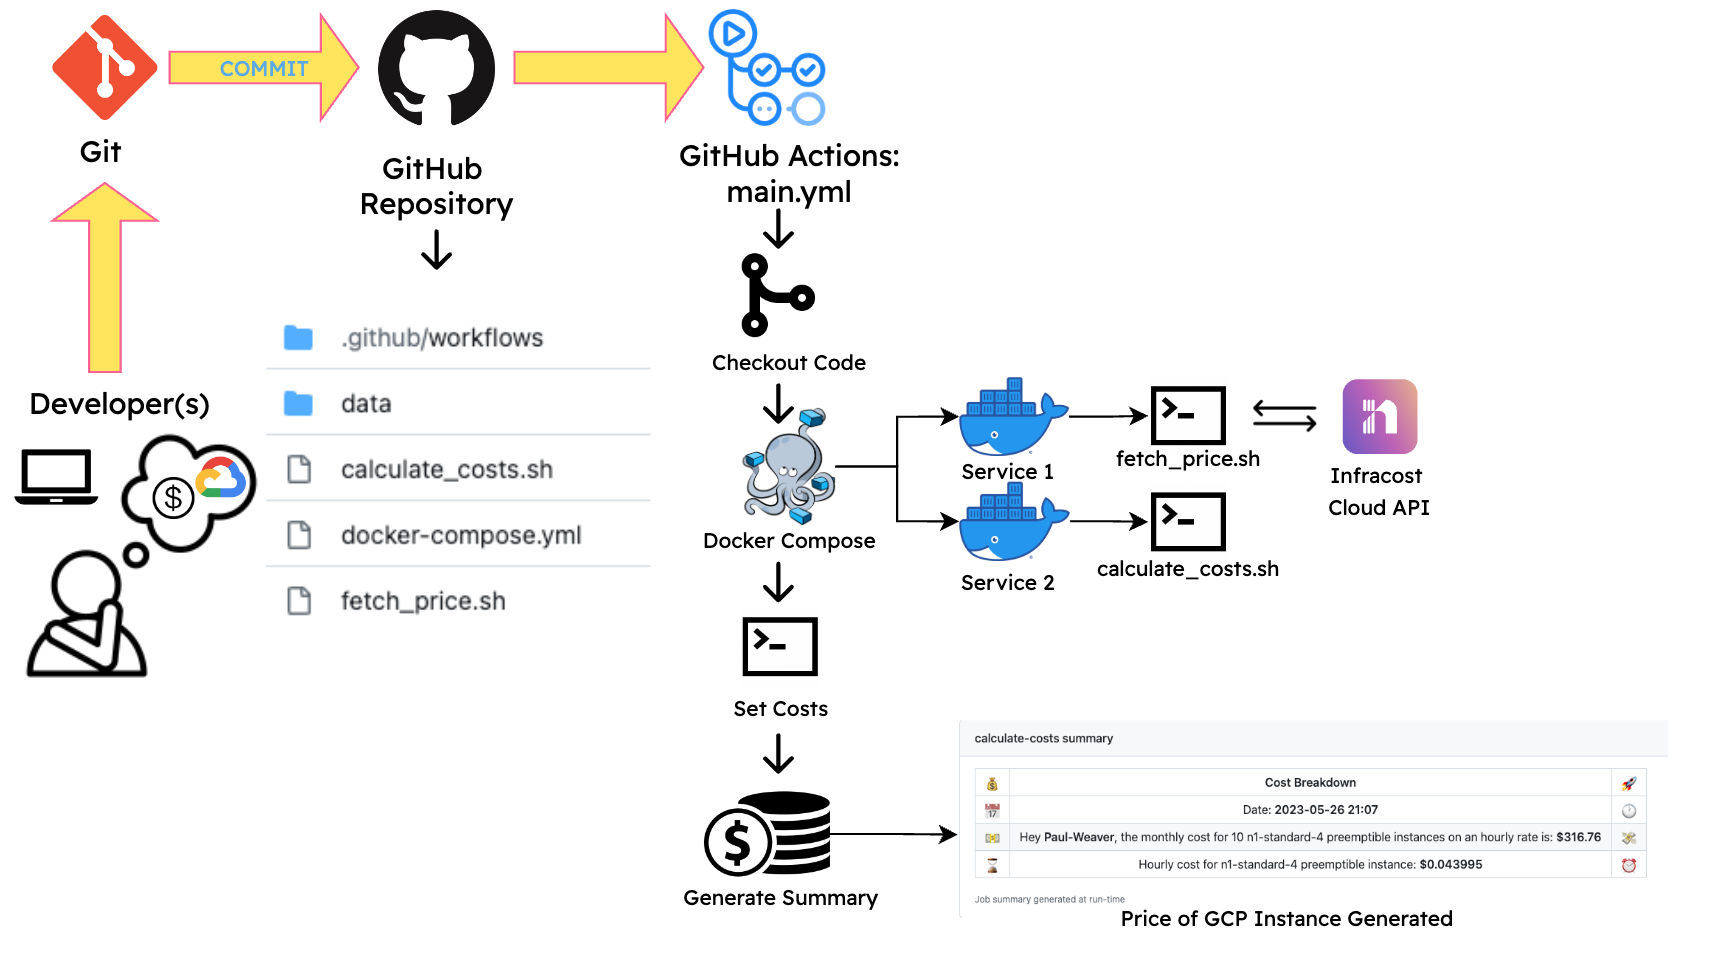 COMMIT
Git
GitHub
Repository
GitHub Actions:
main.yml
Developer(s)
$
.github/workflows
data
calculate_costs.sh
docker-compose.yml
fetch_price.sh
Checkout Code
Docker Compose
Service 1
fetch_price.sh
Infracost
Cloud API
Service 2
calculate_costs.sh
Set Costs
$
Generate Summary
calculate-costs summary
Cost Breakdown
17 Date: 2023-05-26 21:07
Hey Paul-Weaver, the monthly cost for 10 n1-standard-4 preemptible instances on an hourly rate is: $316.76
Hourly cost for n1-standard-4 preemptible instance: $0.043995
Job summary generated at run-time
Price of GCP Instance Generated